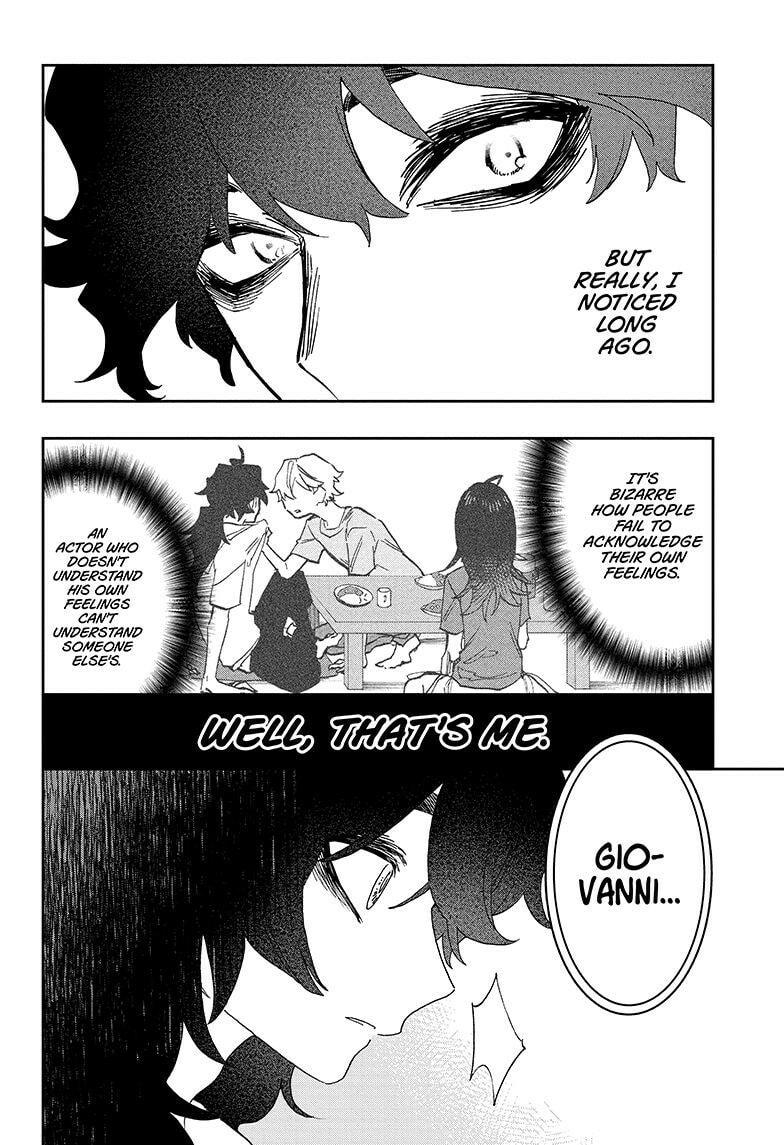 BUT
REALLY, I
NOTICED
LONG
AGO.
IT'S
BIZARRE
HOW PEOPLE
FAIL TO
ACKNOWLEDGE
THEIR OWN
FEELINGS.
AN
ACTOR WHO
DOESN'T
UNDERSTAND
HIS OWN
FEELINGS
CAN'T
UNDERSTAND
SOMEONE
ELSE'S.
WELL, THAT'S ME.
GIO-
VANNI...